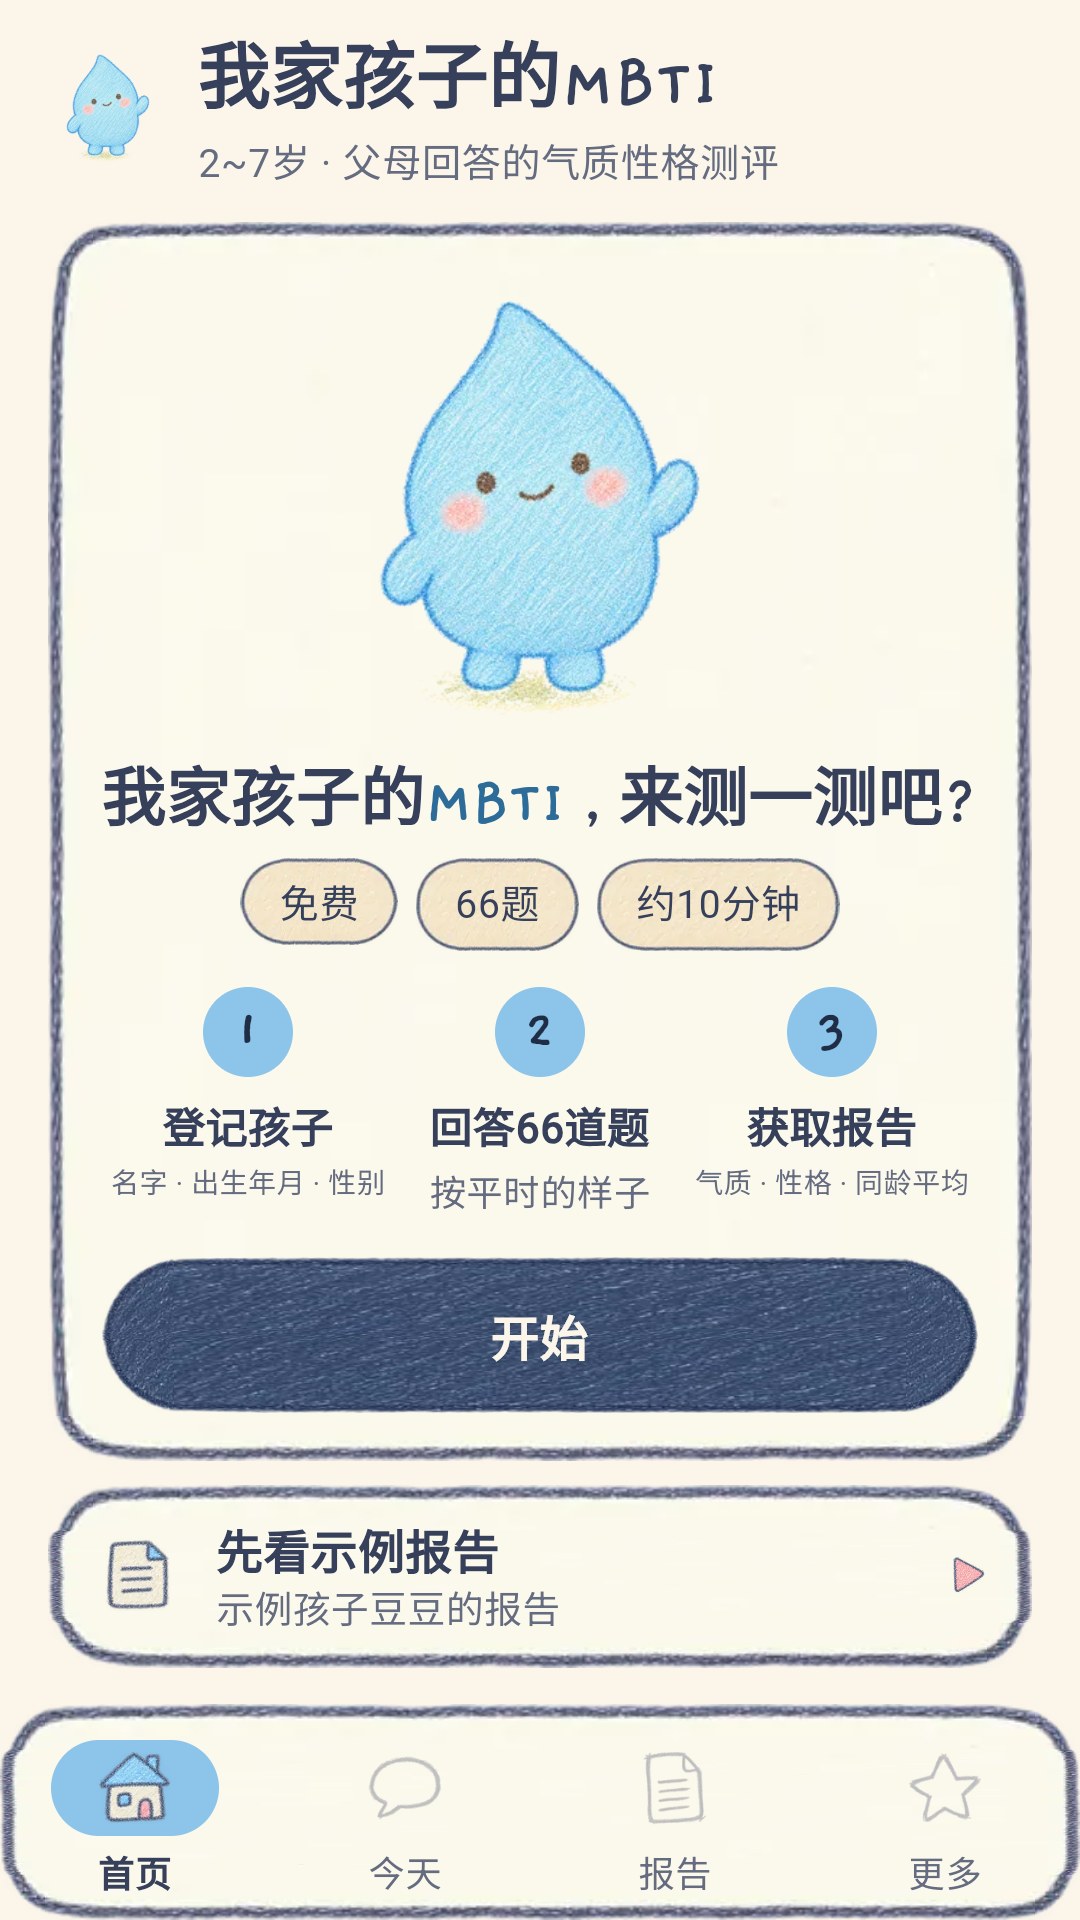 我家孩子的MBTI
2~7岁 · 父母回答的气质性格测评
我家孩子的MBTI，来测一测吧?
免费 66题 约10分钟
1 2 3
登记孩子 回答66道题 获取报告
名字 · 出生年月 · 性别 按平时的样子 气质 · 性格 · 同龄平均
开始
先看示例报告
示例孩子豆豆的报告
首页 今天 报告 更多